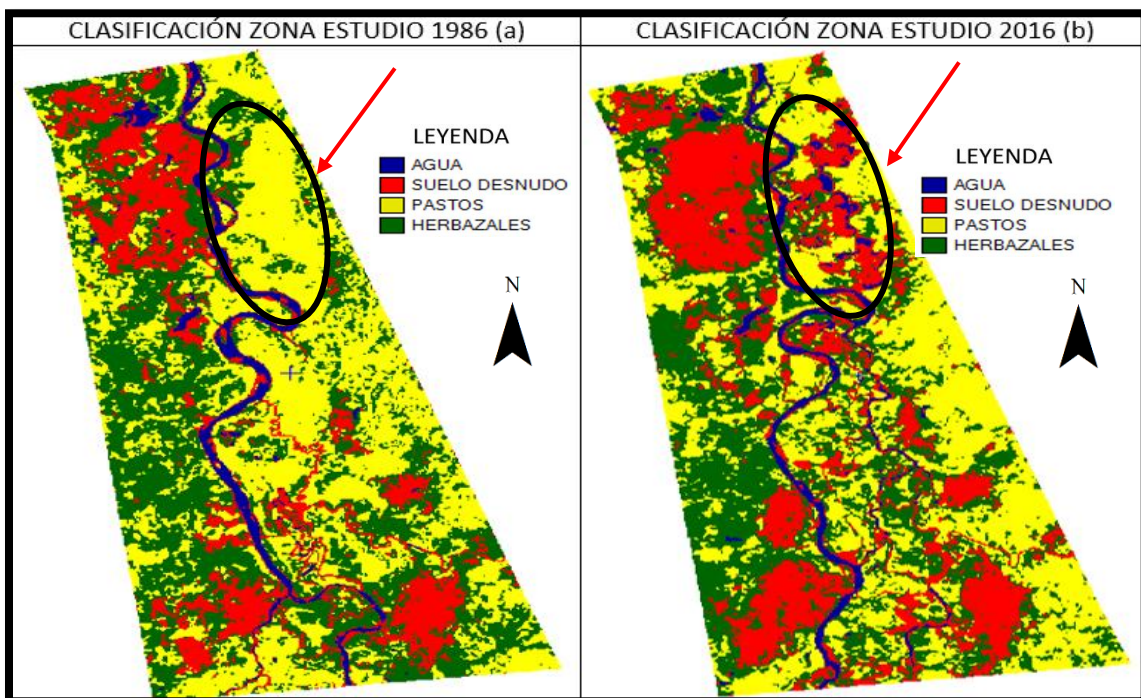 CLASIFICACIÓN ZONA ESTUDIO 1986 (a)
LEYENDA
AGUA
SUELO DESNUDO
PASTOS
HERBAZALES
N
CLASIFICACIÓN ZONA ESTUDIO 2016 (b)
LEYENDA
AGUA
SUELO DESNUDO
PASTOS
HERBAZALES
N